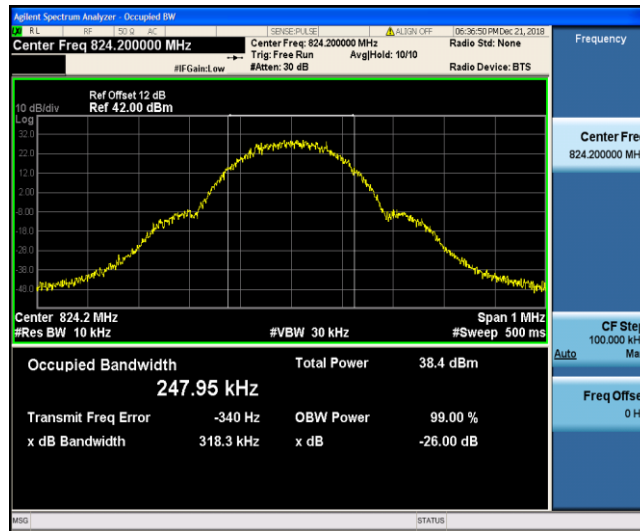 Agilent Spectrum Analyzer - Occupied BW
RL RF 50 Ω AC SENSE:PULSE ALIGN OFF 06:36:50 PM Dec 21, 2018
Center Freq 824.200000 MHz
Center Freq: 824.200000 MHz
Radio Std: None
Trig: Free Run Avg|Hold: 10/10
#IFGain:Low
#Atten: 30 dB
Radio Device: BTS
Frequency
Ref Offset 12 dB
10 dB/div Ref 42.00 dBm
Log
32.0
22.0
12.0
2.00
-8.00
-18.0
-28.0
-38.0
-48.0
Center 824.2 MHz Span 1 MHz
#Res BW 10 kHz #VBW 30 kHz #Sweep 500 ms
Occupied Bandwidth
247.95 kHz
Total Power 38.4 dBm
Transmit Freq Error -340 Hz OBW Power 99.00 %
x dB Bandwidth 318.3 kHz x dB -26.00 dB
Center Fre
824.200000 MH
CF Step
100.000 kH
Auto Ma
Freq Offse
0 H
MSG STATUS